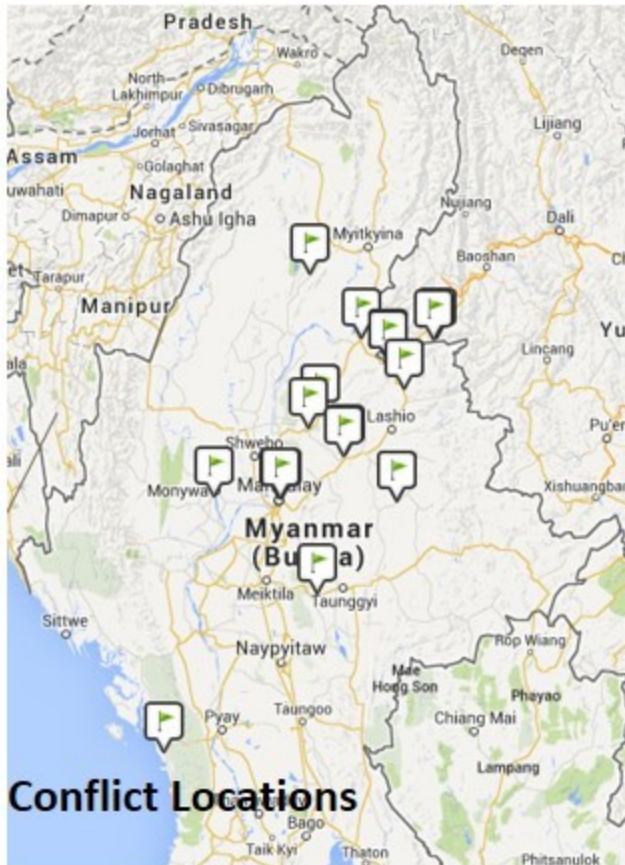 Pradesh
Deqen
Wakro
North
Lakhimpur
Dibrugarh
Lijiang
Jorhat
Sivasagar
Assam
Golaghat
uwahati
Nagaland
Nujiang
Dimapur
Ashu Igha
Dali
Myitkyina
Baoshan
Tarapur
Manipur
Yu
Lincang
Lashio
Pu'er
Shwebo
Monywa
Xishuangban
Myanmar
Meiktila
Taunggyi
Sittwe
Rop Wiang
Naypyitaw
Mae
Hong Son
Phayao
Pyay
Taungoo
Chiang Mai
Lampang
Conflict Locations
Bago
Taik Kyi
Thaton
Phitsanulok